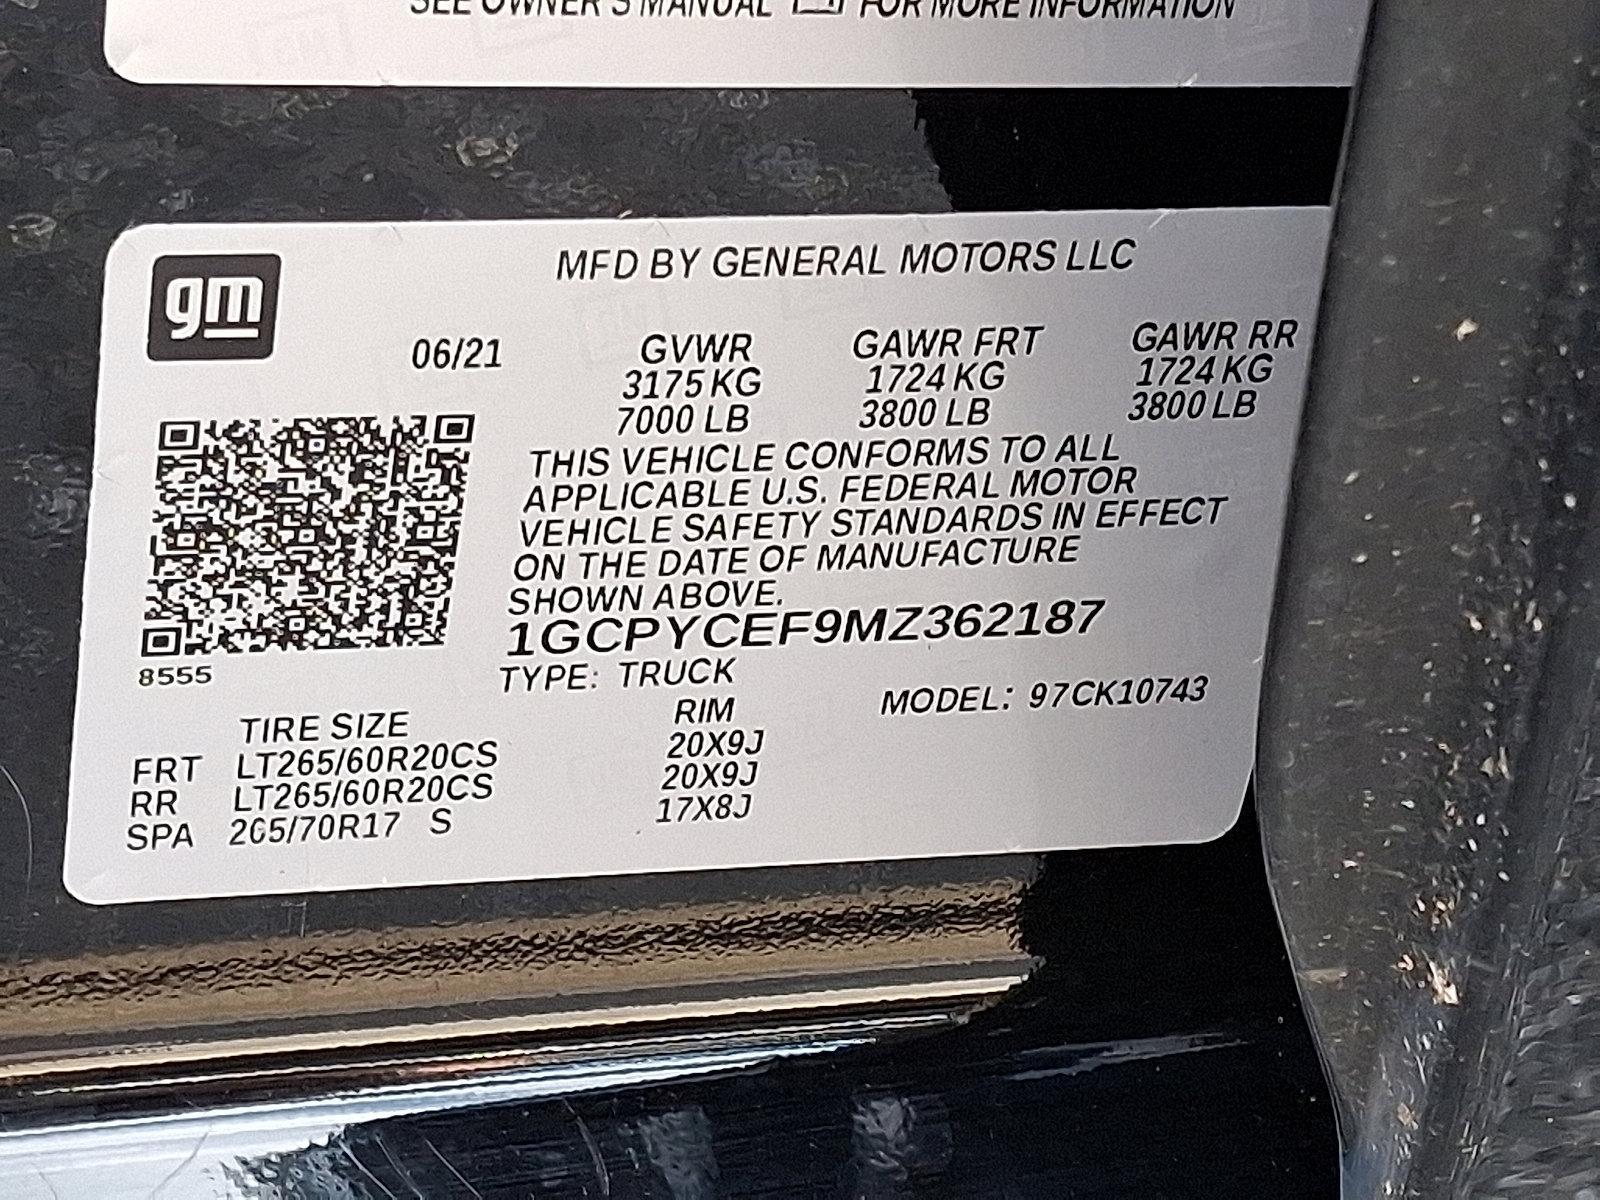 SEE OWNER'S MANUAL FOR MORE INFORMATION
gm
MFD BY GENERAL MOTORS LLC
06/21 GVWR GAWR FRT GAWR RR
3175 KG 1724 KG 1724 KG
7000 LB 3800 LB 3800 LB
THIS VEHICLE CONFORMS TO ALL
APPLICABLE U.S. FEDERAL MOTOR
VEHICLE SAFETY STANDARDS IN EFFECT
ON THE DATE OF MANUFACTURE
SHOWN ABOVE.
1GCPYCEF9MZ362187
8555
TYPE: TRUCK MODEL: 97CK10743
TIRE SIZE RIM
FRT LT265/60R20CS 20X9J
RR LT265/60R20CS 20X9J
SPA 265/70R17 S 17X8J